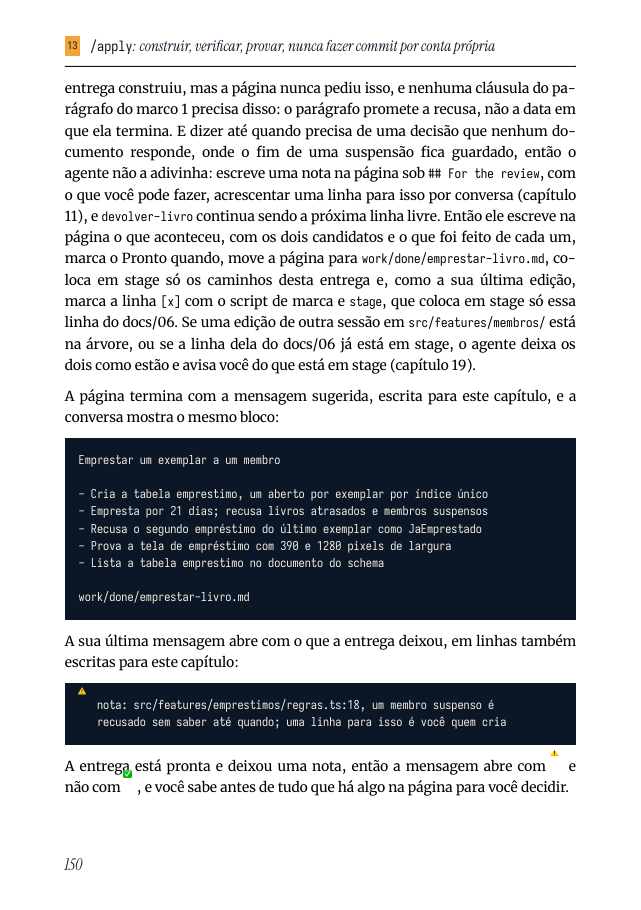 13 /apply: construir, verificar, provar, nunca fazer commit por conta própria
entrega construiu, mas a página nunca pediu isso, e nenhuma cláusula do pa-
rágrafo do marco 1 precisa disso: o parágrafo promete a recusa, não a data em
que ela termina. E dizer até quando precisa de uma decisão que nenhum do-
cumento responde, onde o fim de uma suspensão fica guardado, então o
agente não a adivinha: escreve uma nota na página sob ## For the review, com
o que você pode fazer, acrescentar uma linha para isso por conversa (capítulo
11), e devolver-livro continua sendo a próxima linha livre. Então ele escreve na
página o que aconteceu, com os dois candidatos e o que foi feito de cada um,
marca o Pronto quando, move a página para work/done/emprestar-livro.md, co-
loca em stage só os caminhos desta entrega e, como a sua última edição,
marca a linha [x] com o script de marca e stage, que coloca em stage só essa
linha do docs/06. Se uma edição de outra sessão em src/features/membros/ está
na árvore, ou se a linha dela do docs/06 já está em stage, o agente deixa os
dois como estão e avisa você do que está em stage (capítulo 19).
A página termina com a mensagem sugerida, escrita para este capítulo, e a
conversa mostra o mesmo bloco:
Emprestar um exemplar a um membro
- Cria a tabela emprestimo, um aberto por exemplar por índice único
- Empresta por 21 dias; recusa livros atrasados e membros suspensos
- Recusa o segundo empréstimo do último exemplar como JaEmprestado
- Prova a tela de empréstimo com 390 e 1280 pixels de largura
- Lista a tabela emprestimo no documento do schema
work/done/emprestar-livro.md
A sua última mensagem abre com o que a entrega deixou, em linhas também
escritas para este capítulo:
⚠️
nota: src/features/emprestimos/regras.ts:18, um membro suspenso é
recusado sem saber até quando; uma linha para isso é você quem cria
A entrega está pronta e deixou uma nota, então a mensagem abre com ⚠️ e
não com ✅, e você sabe antes de tudo que há algo na página para você decidir.
150